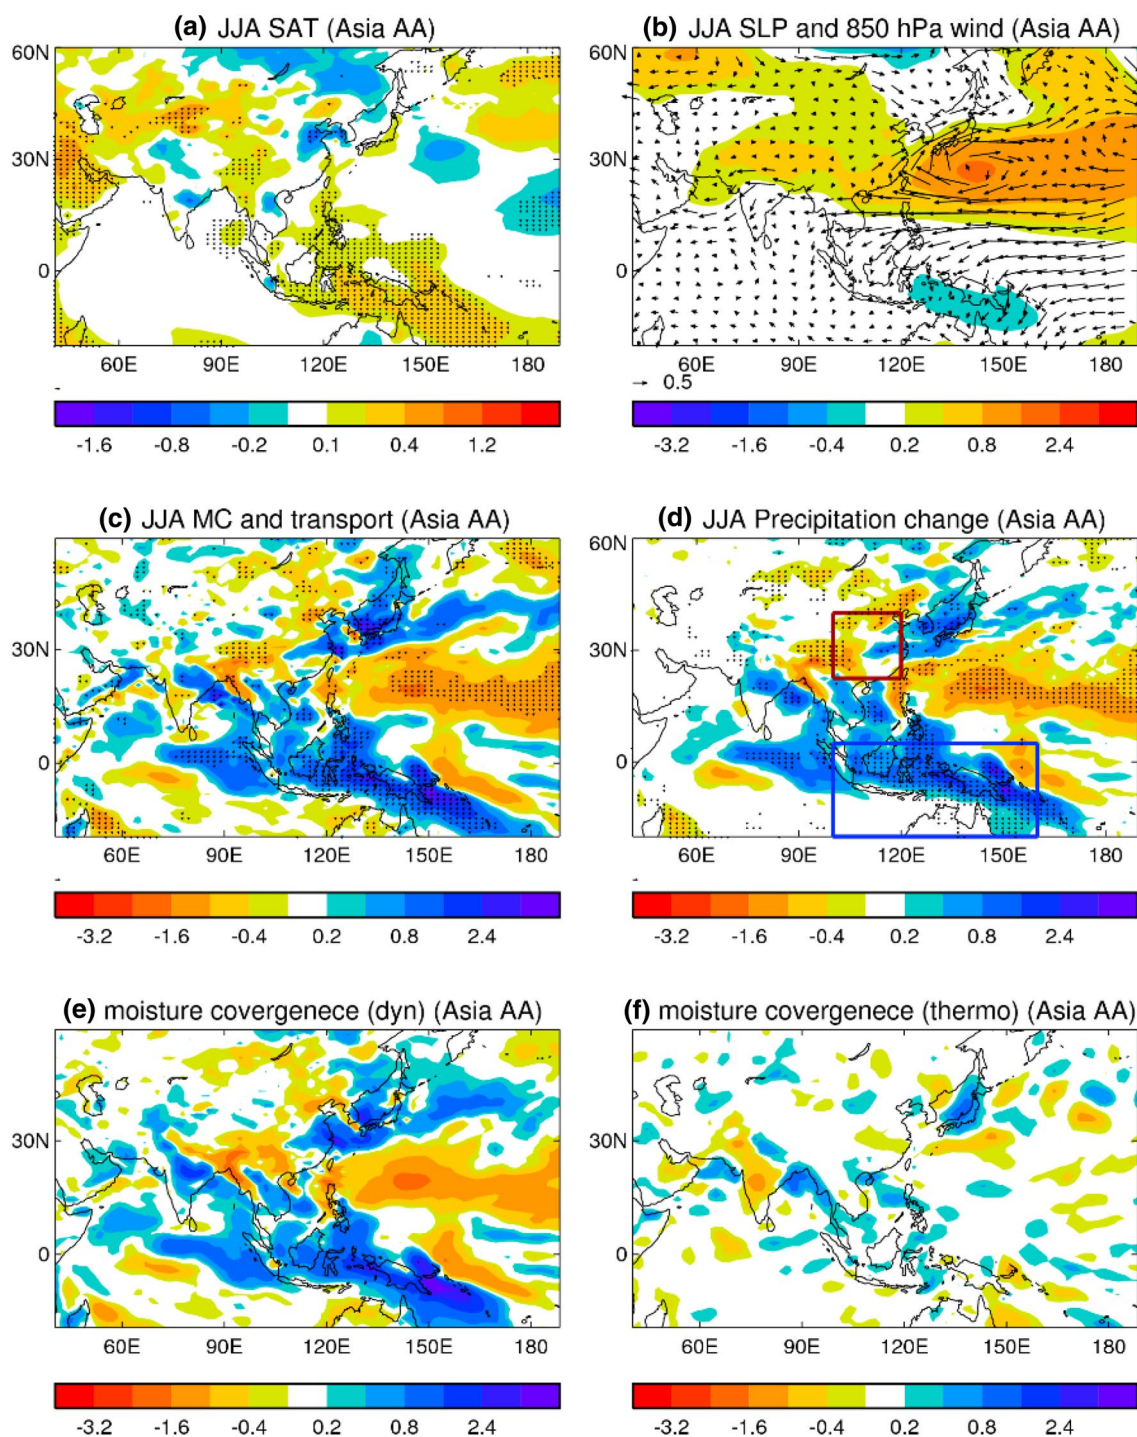 (a) JJA SAT (Asia AA)
(b) JJA SLP and 850 hPa wind (Asia AA)
60N
60N
30N
30N
0
0
60E 90E 120E 150E
60E 90E 120E 150E
0.5
-1.6 -0.8 -0.2 0.1 0.4 1.2
-3.2 -1.6 -0.4 0.2 0.8 2.4
(c) JJA MC and transport (Asia AA)
(d) JJA Precipitation change (Asia AA)
60N
30N
30N
0
0
60E 90E 120E 150E 180
60E 90E 120E 150E 180
-3.2 -1.6 -0.4 0.2 0.8 2.4
-3.2 -1.6 -0.4 0.2 0.8 2.4
(e) moisture covergenece (dyn) (Asia AA)
(f) moisture covergenece (thermo) (Asia AA)
30N
30N
0
0
60E 90E 120E 150E 180
60E 90E 120E 150E 180
-3.2 -1.6 -0.4 0.2 0.8 2.4
-3.2 -1.6 -0.4 0.2 0.8 2.4